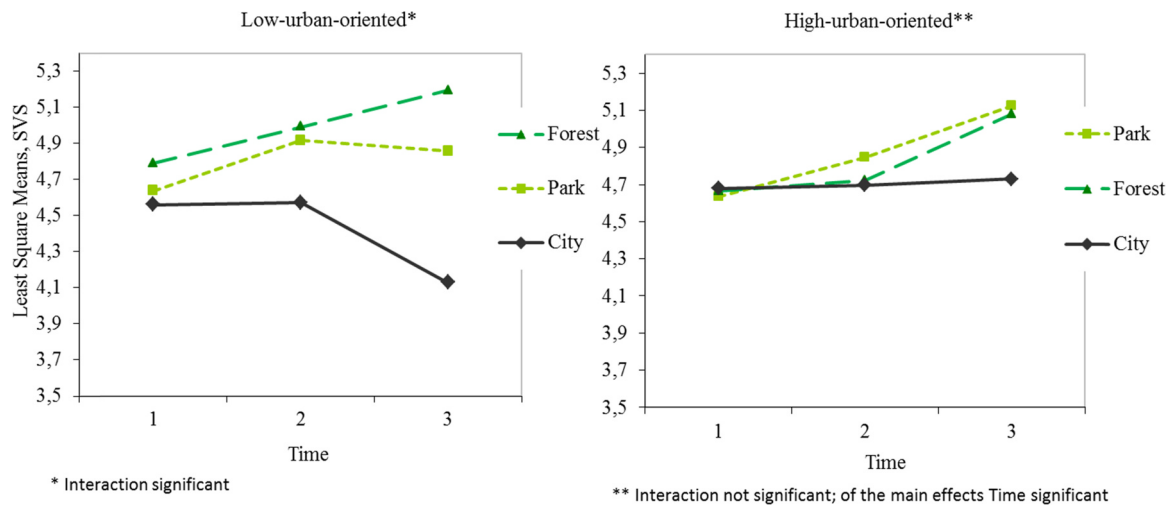 Low-urban-oriented*
Least Square Means, SVS
5,3
5,1
4,9
4,7
4,5
4,3
4,1
3,9
3,7
3,5
1 2 3
Time
Forest
Park
City
* Interaction significant
High-urban-oriented**
5,3
5,1
4,9
4,7
4,5
4,3
4,1
3,9
3,7
3,5
1 2 3
Time
Park
Forest
City
** Interaction not significant; of the main effects Time significant